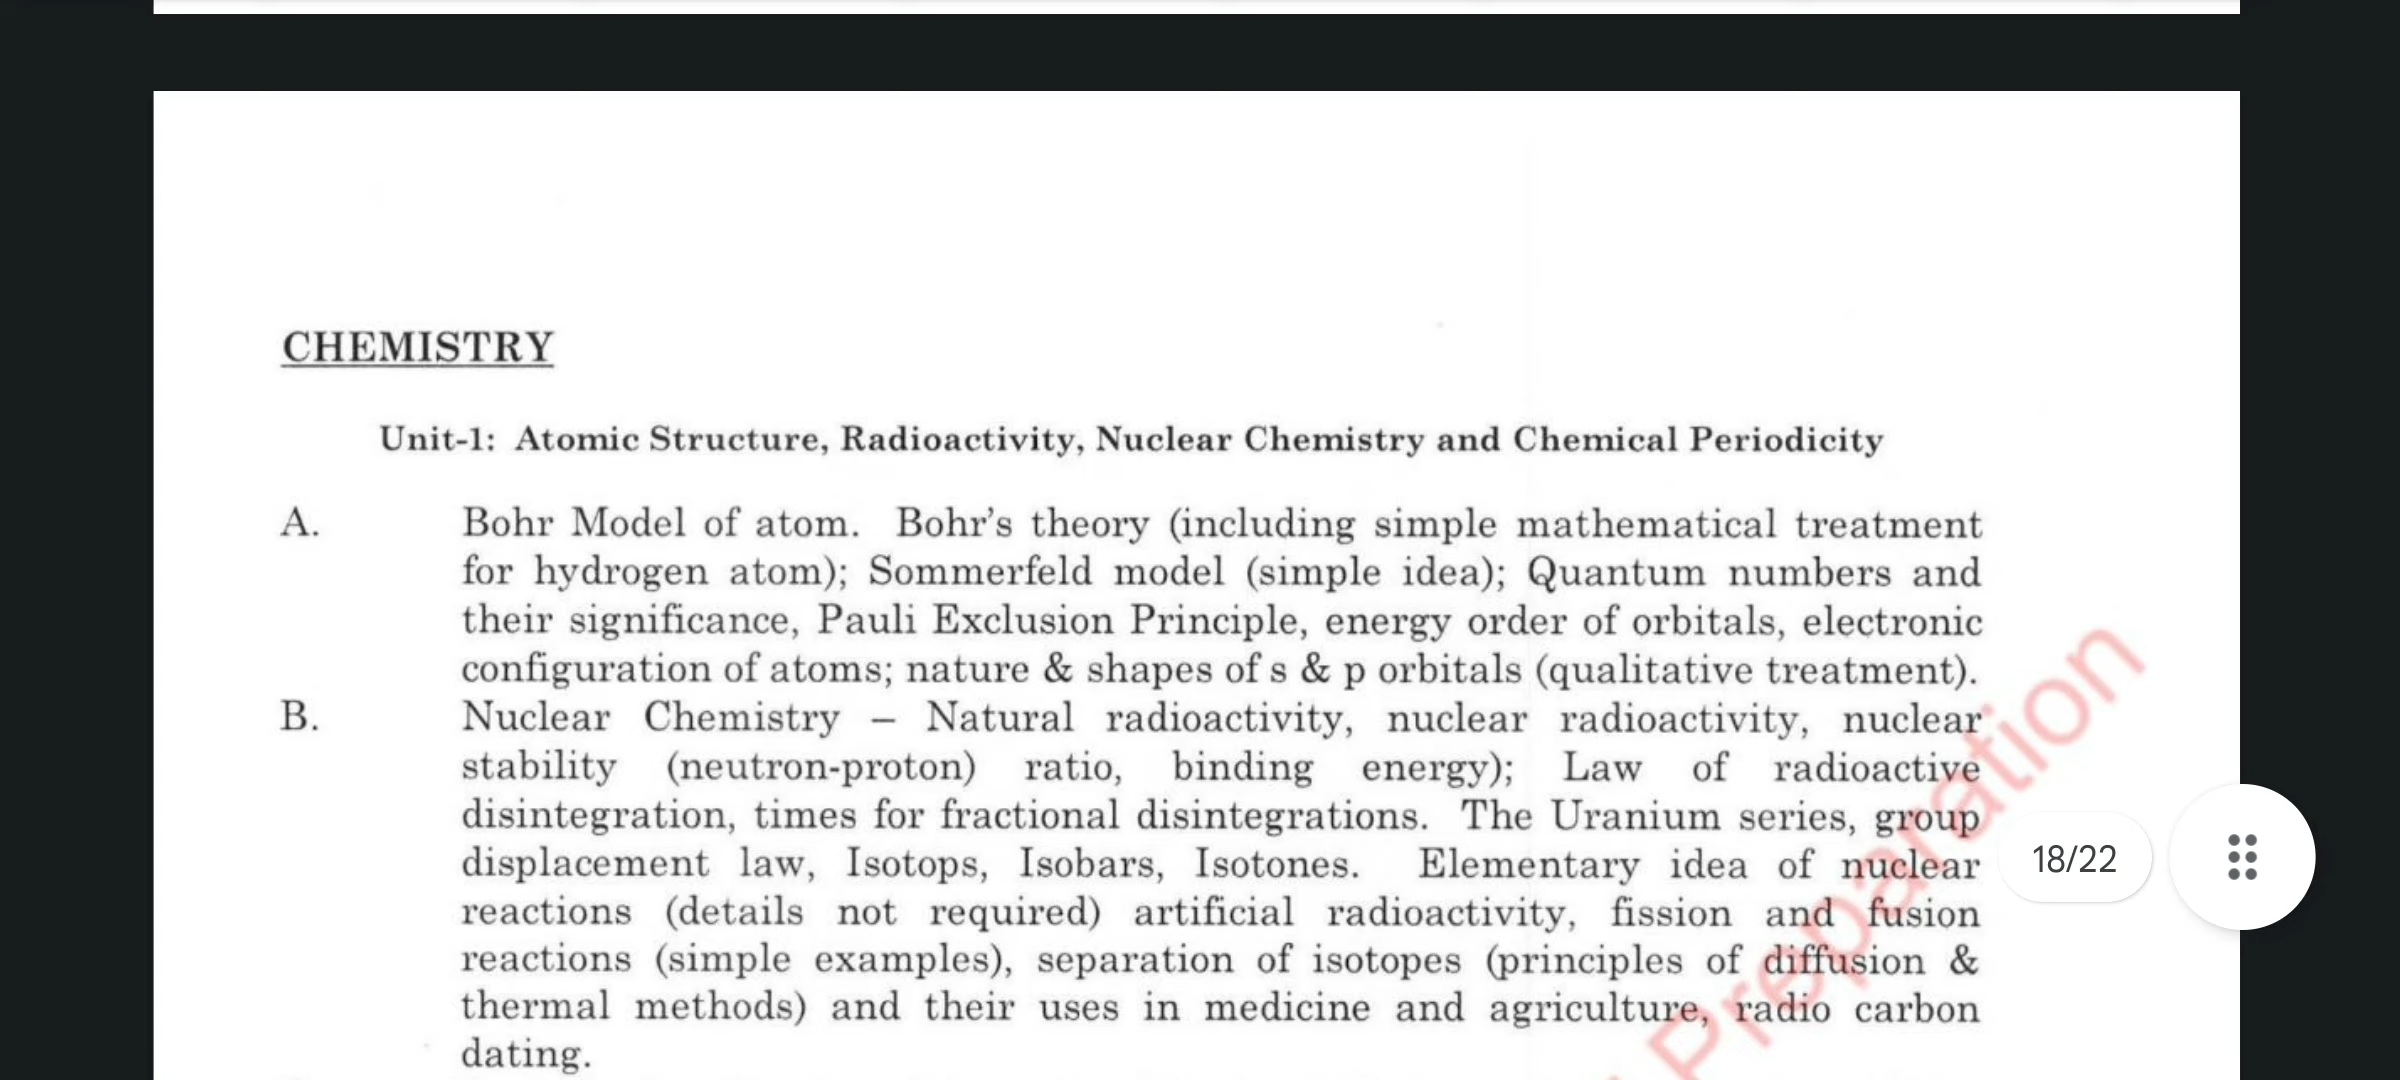 CHEMISTRY
Unit-1: Atomic Structure, Radioactivity, Nuclear Chemistry and Chemical Periodicity
A. Bohr Model of atom. Bohr's theory (including simple mathematical treatment
for hydrogen atom); Sommerfeld model (simple idea); Quantum numbers and
their significance, Pauli Exclusion Principle, energy order of orbitals, electronic
configuration of atoms; nature & shapes of s & p orbitals (qualitative treatment).
B. Nuclear Chemistry – Natural radioactivity, nuclear radioactivity, nuclear
stability (neutron-proton) ratio, binding energy); Law of radioactive
disintegration, times for fractional disintegrations. The Uranium series, group
displacement law, Isotops, Isobars, Isotones. Elementary idea of nuclear
reactions (details not required) artificial radioactivity, fission and fusion
reactions (simple examples), separation of isotopes (principles of diffusion &
thermal methods) and their uses in medicine and agriculture, radio carbon
dating.
Preparation
18/22